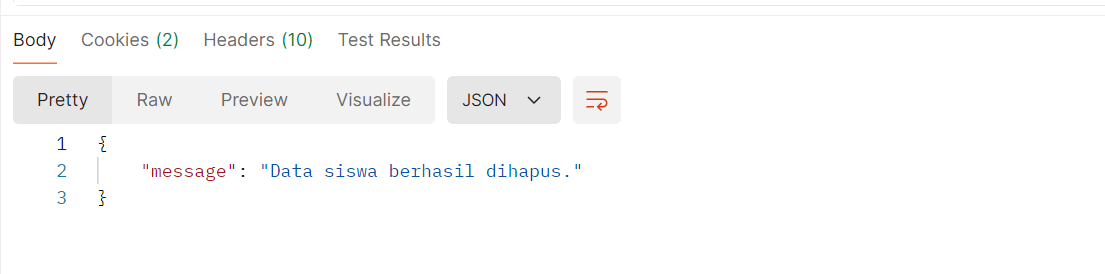 Body Cookies (2) Headers (10) Test Results
Pretty Raw Preview Visualize JSON
1 {
2 "message": "Data siswa berhasil dihapus."
3 }